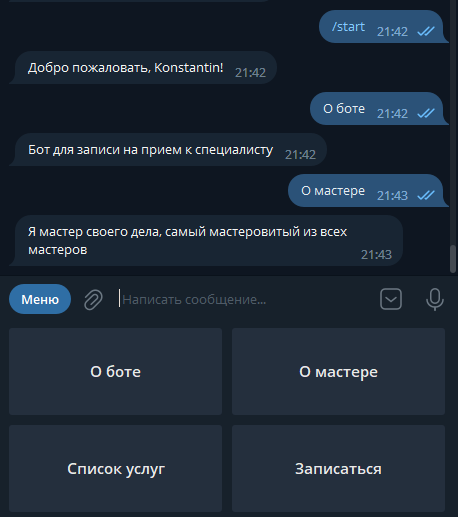 /start 21:42
Добро пожаловать, Konstantin! 21:42
О боте 21:42
Бот для записи на прием к специалисту 21:42
О мастере 21:43
Я мастер своего дела, самый мастеровитый из всех
мастеров 21:43
Меню Написать сообщение...
О боте О мастере
Список услуг Записаться